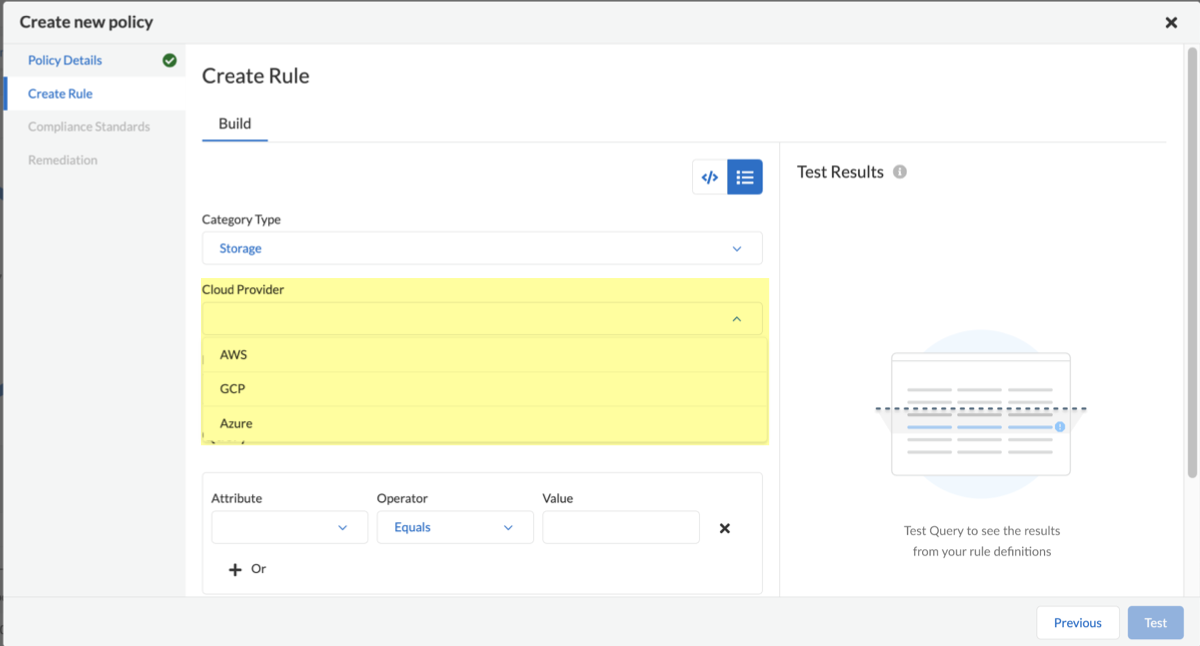 Create new policy
Policy Details
Create Rule
Compliance Standards
Remediation
Create Rule
Build
</>
Category Type
Storage
Cloud Provider
AWS
GCP
Azure
Attribute Operator Value
Equals
+ Or
Test Results
Test Query to see the results
from your rule definitions
Previous Test